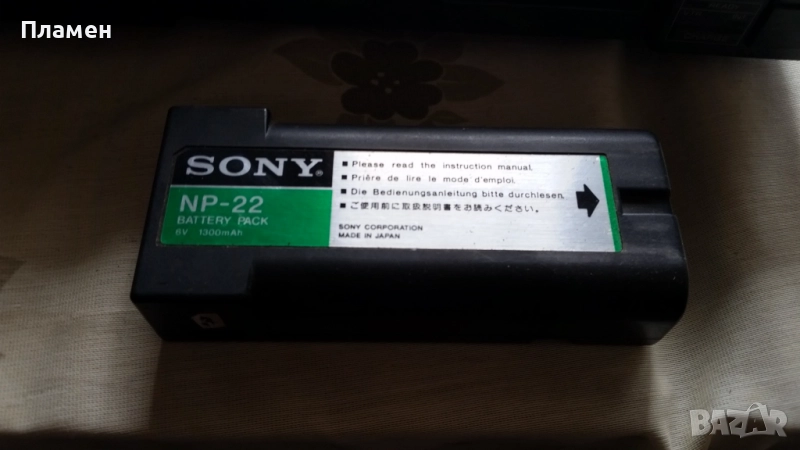 Пламен
SONY®
NP-22
BATTERY PACK
6V 1300mAh
▪ Please read the instruction manual.
▪ Prière de lire le mode d'emploi.
▪ Die Bedienungsanleitung bitte durchlesen.
▪ ご使用前に取扱説明書をお読みください。
SONY CORPORATION
MADE IN JAPAN
BAZAR